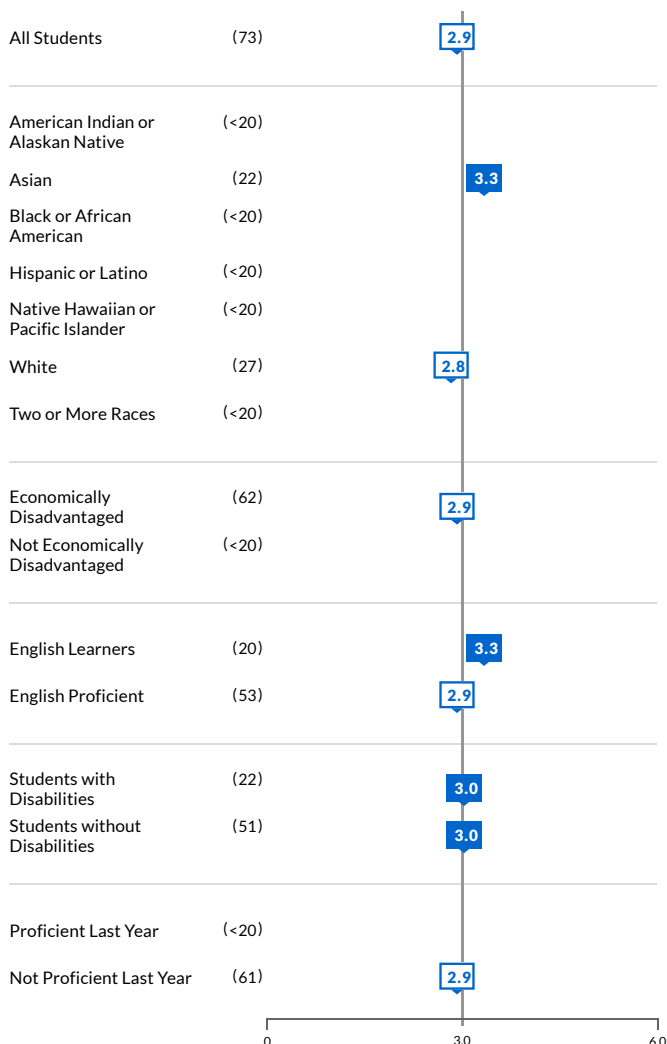 All Students (73) 2.9
American Indian or (<20)
Alaskan Native
Asian (22) 3.3
Black or African (<20)
American
Hispanic or Latino (<20)
Native Hawaiian or (<20)
Pacific Islander
White (27) 2.8
Two or More Races (<20)
Economically (62) 2.9
Disadvantaged
Not Economically (<20)
Disadvantaged
English Learners (20) 3.3
English Proficient (53) 2.9
Students with (22) 3.0
Disabilities
Students without (51) 3.0
Disabilities
Proficient Last Year (<20)
Not Proficient Last Year (61) 2.9
0 3.0 6.0